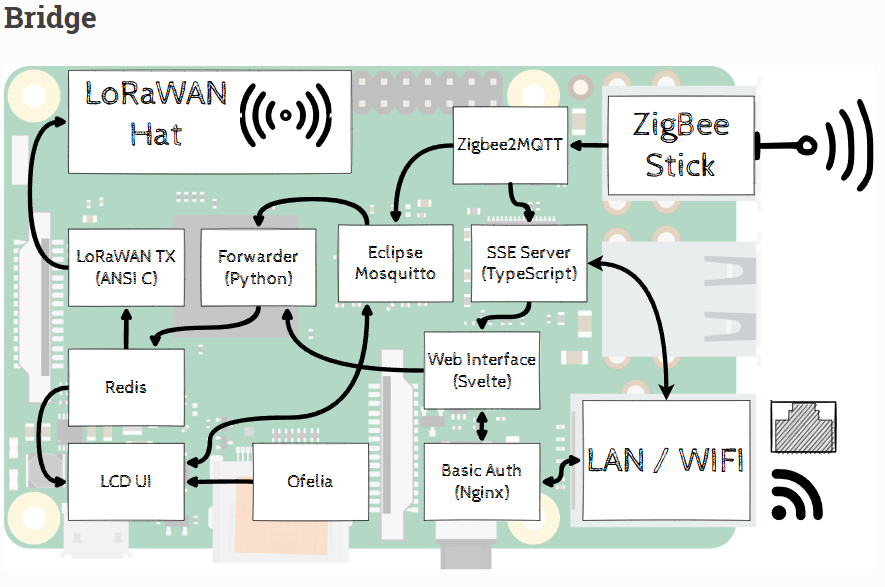 Bridge
LoRaWAN
Hat
Zigbee2MQTT
ZigBee
Stick
LoRaWAN TX
(ANSI C)
Forwarder
(Python)
Eclipse
Mosquitto
SSE Server
(TypeScript)
Redis
Web Interface
(Svelte)
LCD UI
Ofelia
Basic Auth
(Nginx)
LAN / WIFI